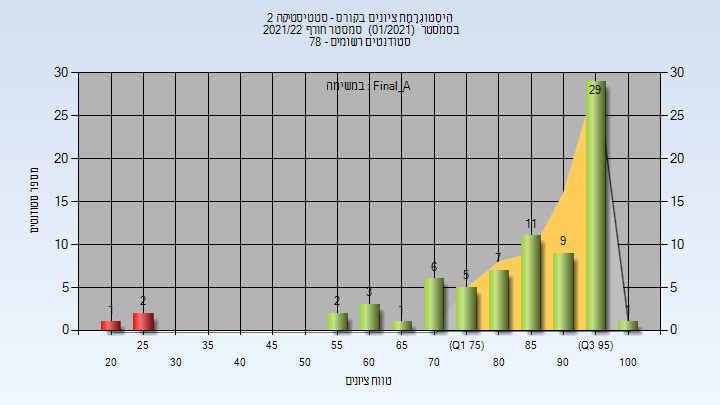 היסטוגרמת ציונים בקורס - סטטיסטיקה 2
בסמסטר (01/2021) סמסטר חורף 2021/22
סטודנטים רשומים - 78
במשימה : Final_A
מספר סטודנטים
30 25 20 15 10 5 0
30 25 20 15 10 5 0
1 2 2 3 1 6 5 7 11 9 29 1
25 35 45 55 65 (Q1 75) 85 (Q3 95)
20 30 40 50 60 70 80 90 100
טווח ציונים